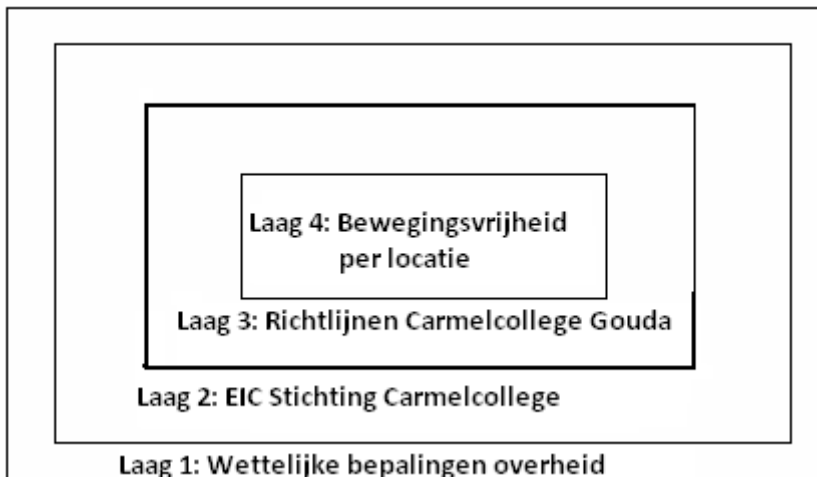 Laag 4: Bewegingsvrijheid
per locatie
Laag 3: Richtlijnen Carmelcollege Gouda
Laag 2: EIC Stichting Carmelcollege
Laag 1: Wettelijke bepalingen overheid